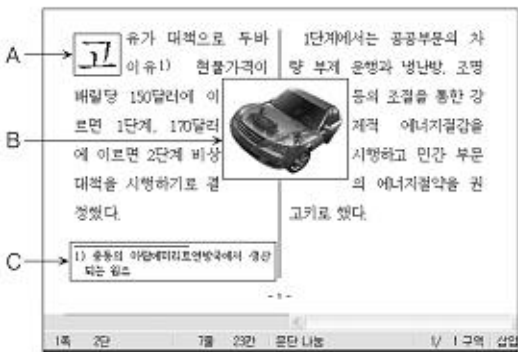 A
B
C
고
유가 대책으로 두바
이유1) 현물가격이
배럴당 150달러에 이
르면 1단계, 170달러
에 이르면 2단계 비상
대책을 시행하기로 결
정했다.
1) 중동의 아랍에미리트연방국에서 생산
되는 원유
1단계에서는 공공부문의 차
량 부제 운행과 냉난방, 조명
등의 조절을 통한 강
제적 에너지절감을
시행하고 민간 부문
의 에너지절약을 권
고키로 했다.
- 1 -
1쪽 2단 7줄 23칸 문단 나눔 1/ 1 구역 삽입